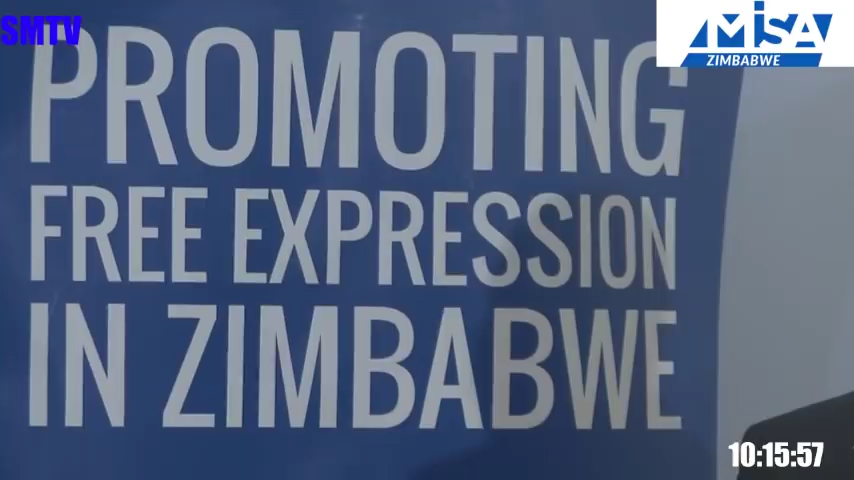 SMTV
MISA
ZIMBABWE
PROMOTING
FREE EXPRESSION
IN ZIMBABWE
10:15:57